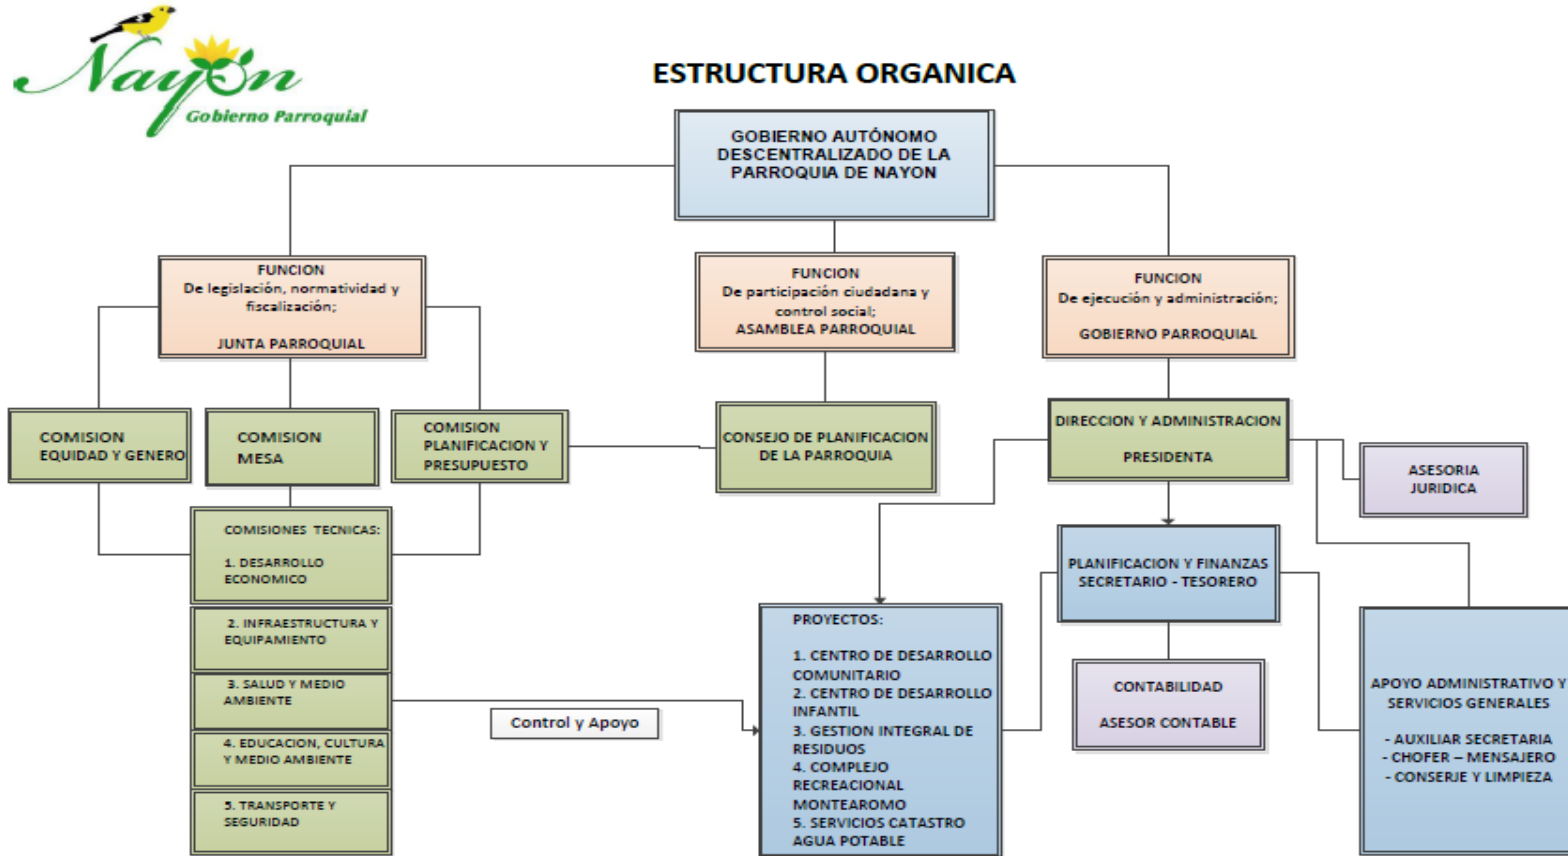 Nayón
Gobierno Parroquial
ESTRUCTURA ORGANICA
GOBIERNO AUTÓNOMO
DESCENTRALIZADO DE LA
PARROQUIA DE NAYON
FUNCION
De legislación, normatividad y
fiscalización;
JUNTA PARROQUIAL
FUNCION
De participación ciudadana y
control social;
ASAMBLEA PARROQUIAL
FUNCION
De ejecución y administración;
GOBIERNO PARROQUIAL
COMISION
EQUIDAD Y GENERO
COMISION
MESA
COMISION
PLANIFICACION Y
PRESUPUESTO
CONSEJO DE PLANIFICACION
DE LA PARROQUIA
DIRECCION Y ADMINISTRACION
PRESIDENTA
ASESORIA
JURIDICA
COMISIONES TECNICAS:
1. DESARROLLO
ECONOMICO
2. INFRAESTRUCTURA Y
EQUIPAMIENTO
3. SALUD Y MEDIO
AMBIENTE
4. EDUCACION, CULTURA
Y MEDIO AMBIENTE
5. TRANSPORTE Y
SEGURIDAD
Control y Apoyo
PROYECTOS:
1. CENTRO DE DESARROLLO
COMUNITARIO
2. CENTRO DE DESARROLLO
INFANTIL
3. GESTION INTEGRAL DE
RESIDUOS
4. COMPLEJO
RECREACIONAL
MONTEAROMO
5. SERVICIOS CATASTRO
AGUA POTABLE
PLANIFICACION Y FINANZAS
SECRETARIO - TESORERO
CONTABILIDAD
ASESOR CONTABLE
APOYO ADMINISTRATIVO Y
SERVICIOS GENERALES
- AUXILIAR SECRETARIA
- CHOFER – MENSAJERO
- CONSERJE Y LIMPIEZA